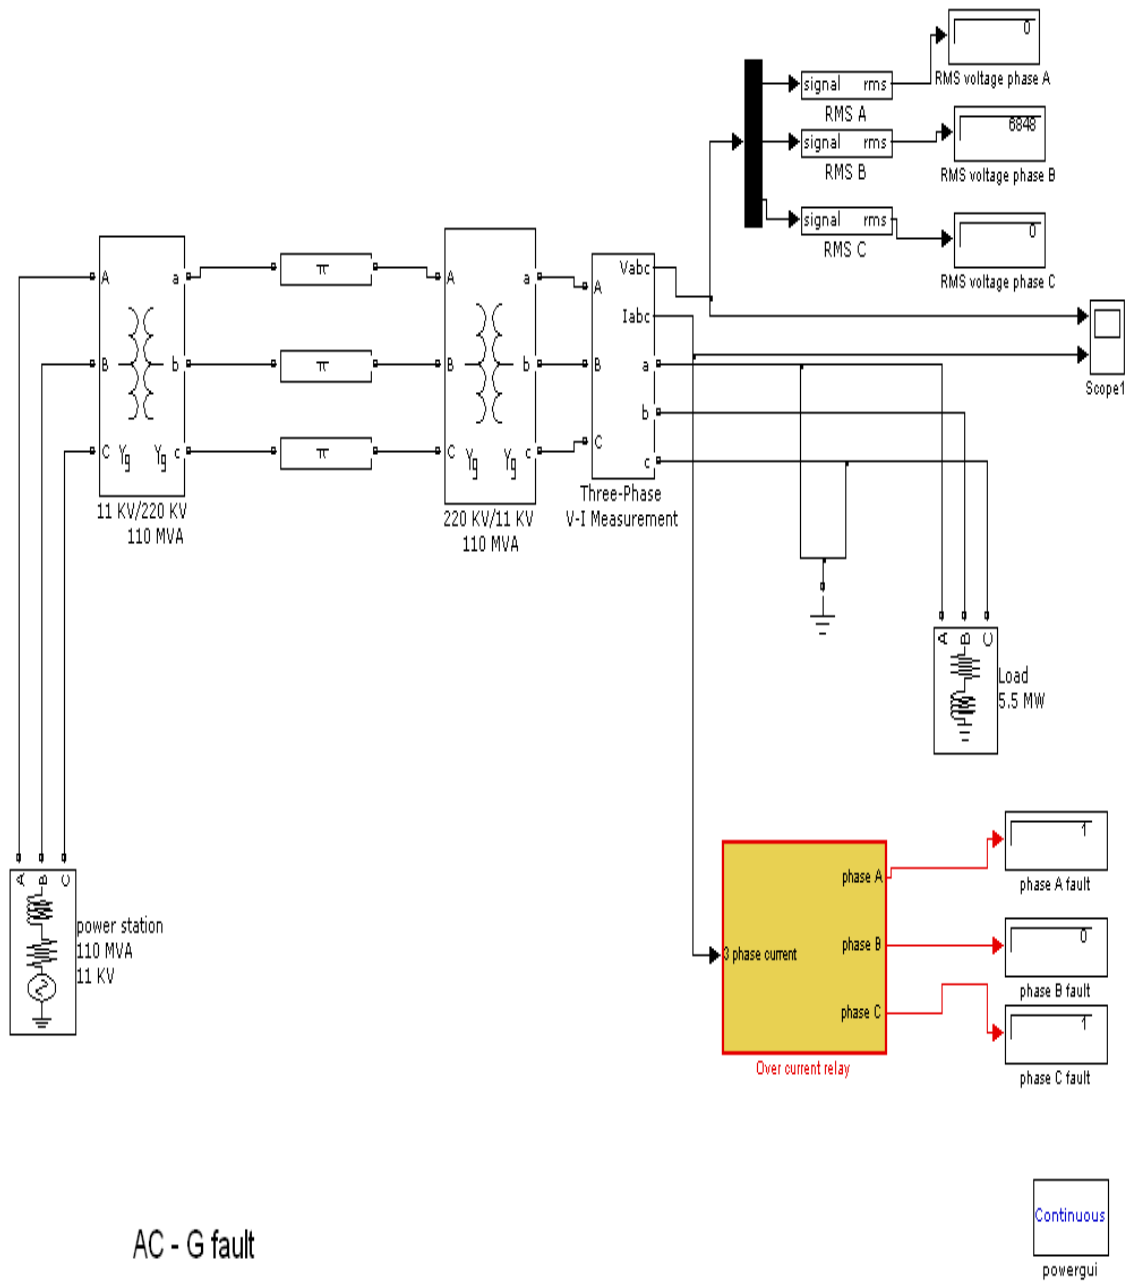 0
RMS voltage phase A
signal rms
RMS A
6848
RMS voltage phase B
signal rms
RMS B
0
RMS voltage phase C
signal rms
RMS C
A a
B b
C Yg Yg c
11 KV/220 KV
110 MVA
π
π
π
A a
B b
C Yg Yg c
220 KV/11 KV
110 MVA
Vabc
Iabc
A
B a
b
C
c
Three-Phase
V-I Measurement
Scope1
A B C
Load
5.5 MW
A B C
power station
110 MVA
11 KV
3 phase current
phase A
phase B
phase C
Over current relay
1
phase A fault
0
phase B fault
1
phase C fault
Continuous
powergui
AC - G fault